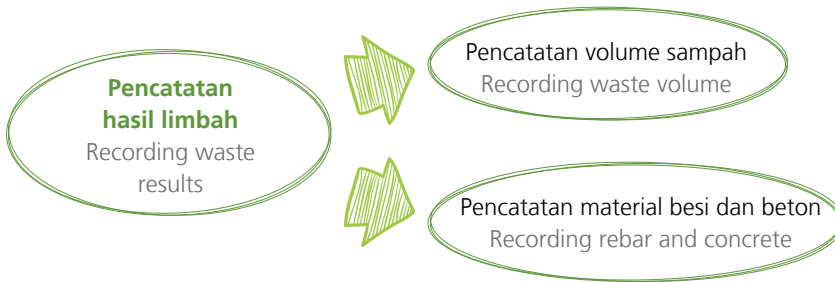 Pencatatan
hasil limbah
Recording waste
results
Pencatatan volume sampah
Recording waste volume
Pencatatan material besi dan beton
Recording rebar and concrete